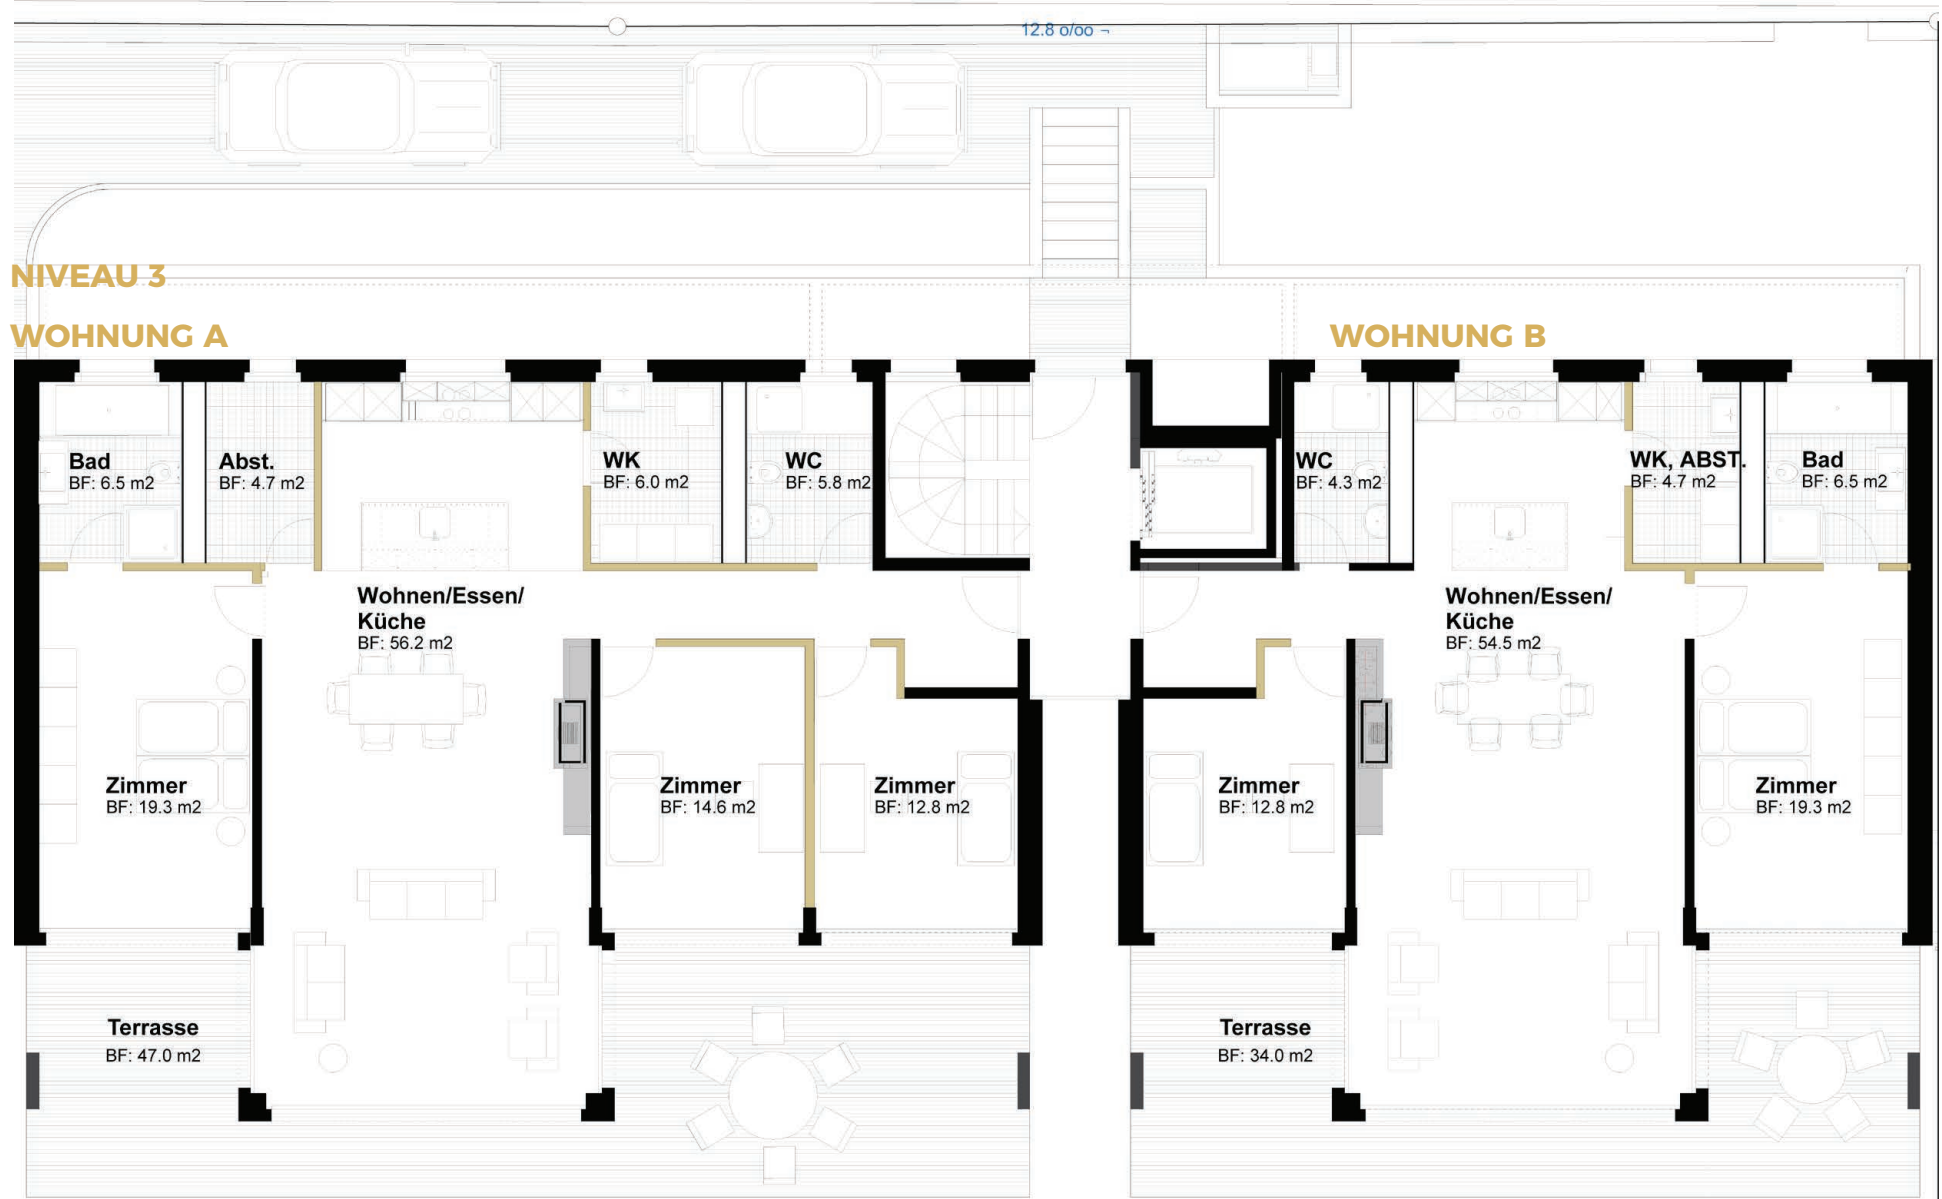 12.8 o/oo ¬
NIVEAU 3
WOHNUNG A
WOHNUNG B
Bad
BF: 6.5 m2
Abst.
BF: 4.7 m2
WK
BF: 6.0 m2
WC
BF: 5.8 m2
WC
BF: 4.3 m2
WK, ABST.
BF: 4.7 m2
Bad
BF: 6.5 m2
Wohnen/Essen/
Küche
BF: 56.2 m2
Wohnen/Essen/
Küche
BF: 54.5 m2
Zimmer
BF: 19.3 m2
Zimmer
BF: 14.6 m2
Zimmer
BF: 12.8 m2
Zimmer
BF: 12.8 m2
Zimmer
BF: 19.3 m2
Terrasse
BF: 47.0 m2
Terrasse
BF: 34.0 m2